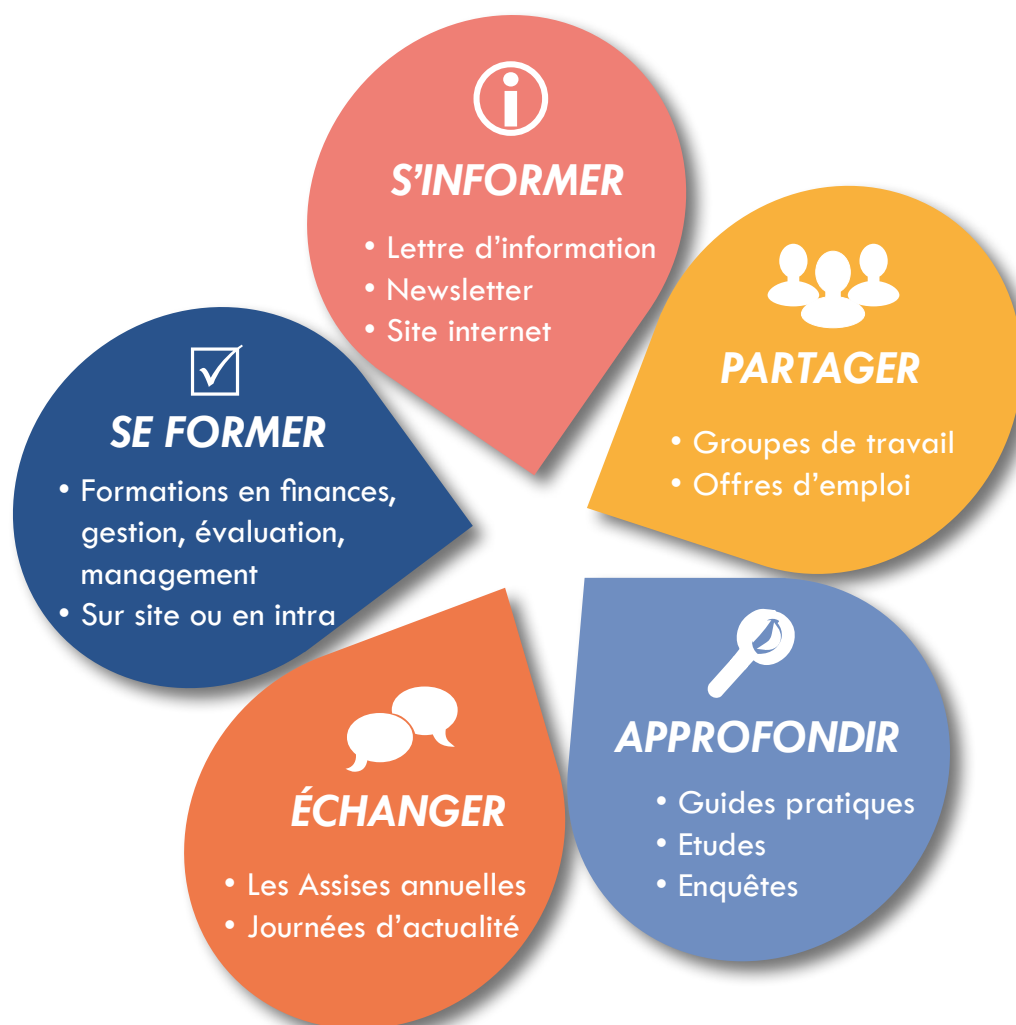 S'INFORMER
• Lettre d'information
• Newsletter
• Site internet
PARTAGER
• Groupes de travail
• Offres d'emploi
APPROFONDIR
• Guides pratiques
• Etudes
• Enquêtes
ÉCHANGER
• Les Assises annuelles
• Journées d'actualité
SE FORMER
• Formations en finances,
gestion, évaluation,
management
• Sur site ou en intra